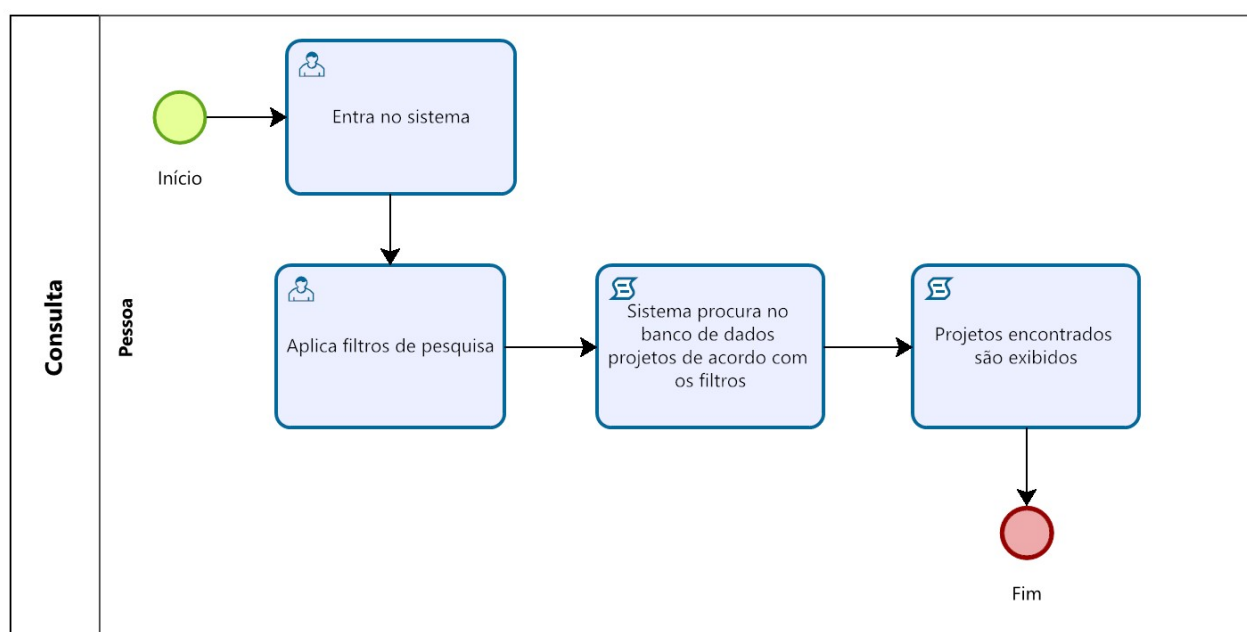 Consulta
Pessoa
Início
Entra no sistema
Aplica filtros de pesquisa
Sistema procura no
banco de dados
projetos de acordo com
os filtros
Projetos encontrados
são exibidos
Fim